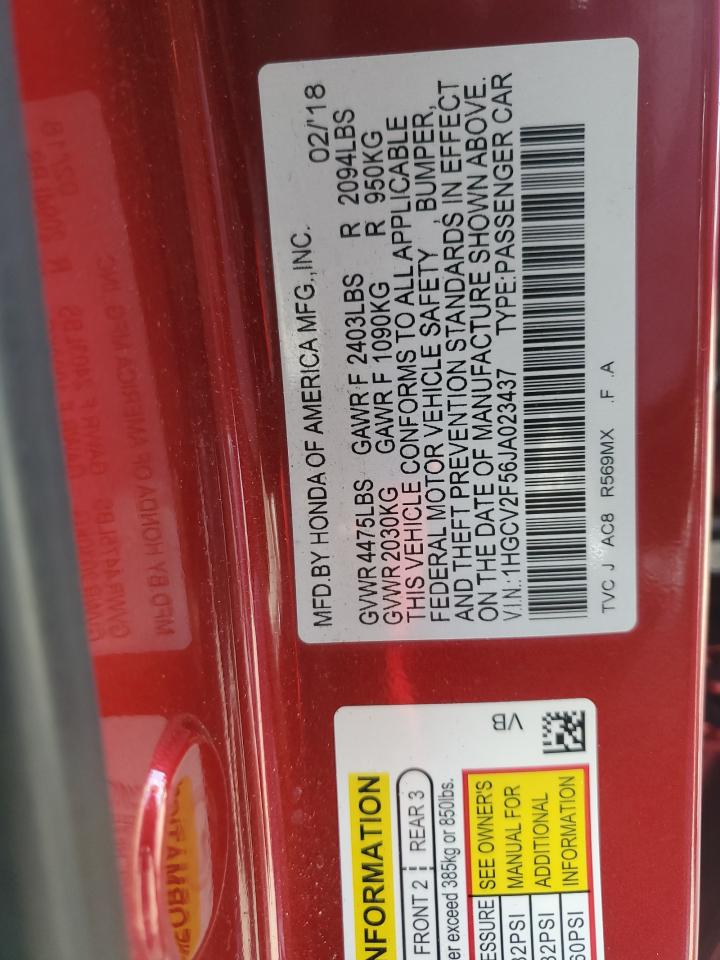 MFD. BY HONDA OF AMERICA MFG., INC. 02/'18
GVWR 4475LBS GAWR F 2403LBS R 2094LBS
GVWR 2030KG GAWR F 1090KG R 950KG
THIS VEHICLE CONFORMS TO ALL APPLICABLE
FEDERAL MOTOR VEHICLE SAFETY , BUMPER,
AND THEFT PREVENTION STANDARDS IN EFFECT
ON THE DATE OF MANUFACTURE SHOWN ABOVE.
V.I.N.:1HGCV2F56JA023437 TYPE:PASSENGER CAR
TVC J AC8 R569MX .F .A
VB
NFORMATION
FRONT 2 REAR 3
er exceed 385kg or 850lbs.
ESSURE SEE OWNER'S
32PSI MANUAL FOR
32PSI ADDITIONAL
60PSI INFORMATION